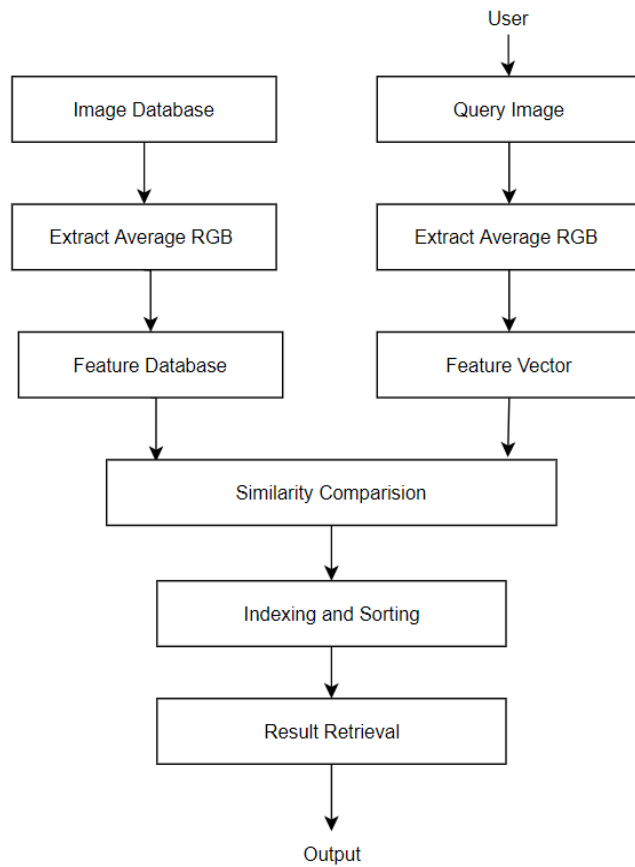 User
Image Database
Query Image
Extract Average RGB
Extract Average RGB
Feature Database
Feature Vector
Similarity Comparision
Indexing and Sorting
Result Retrieval
Output